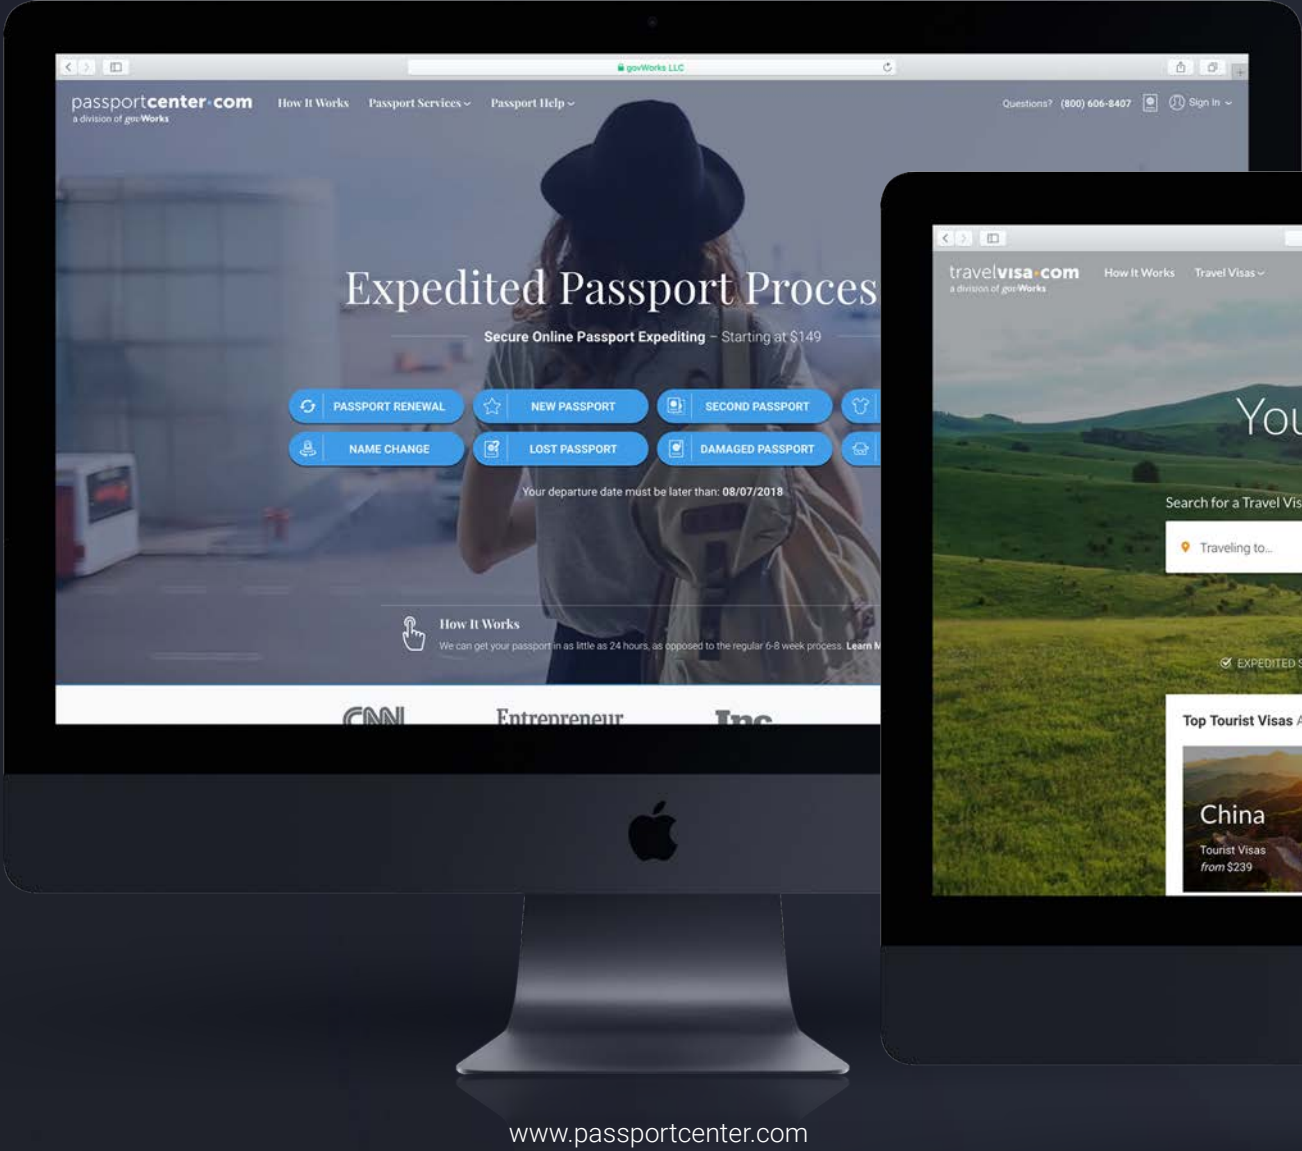 govWorks LLC
passportcenter.com
a division of govWorks
How It Works
Passport Services
Passport Help
Questions? (800) 606-8407
Sign In
Expedited Passport Proces
Secure Online Passport Expediting – Starting at $149
PASSPORT RENEWAL
NEW PASSPORT
SECOND PASSPORT
NAME CHANGE
LOST PASSPORT
DAMAGED PASSPORT
Your departure date must be later than: 08/07/2018
How It Works
We can get your passport in as little as 24 hours, as opposed to the regular 6-8 week process. Learn M
CNN
Entrepreneur
Inc
travelvisa.com
a division of govWorks
How It Works
Travel Visas
You
Search for a Travel Vis
Traveling to...
EXPEDITED S
Top Tourist Visas A
China
Tourist Visas
from $239
www.passportcenter.com